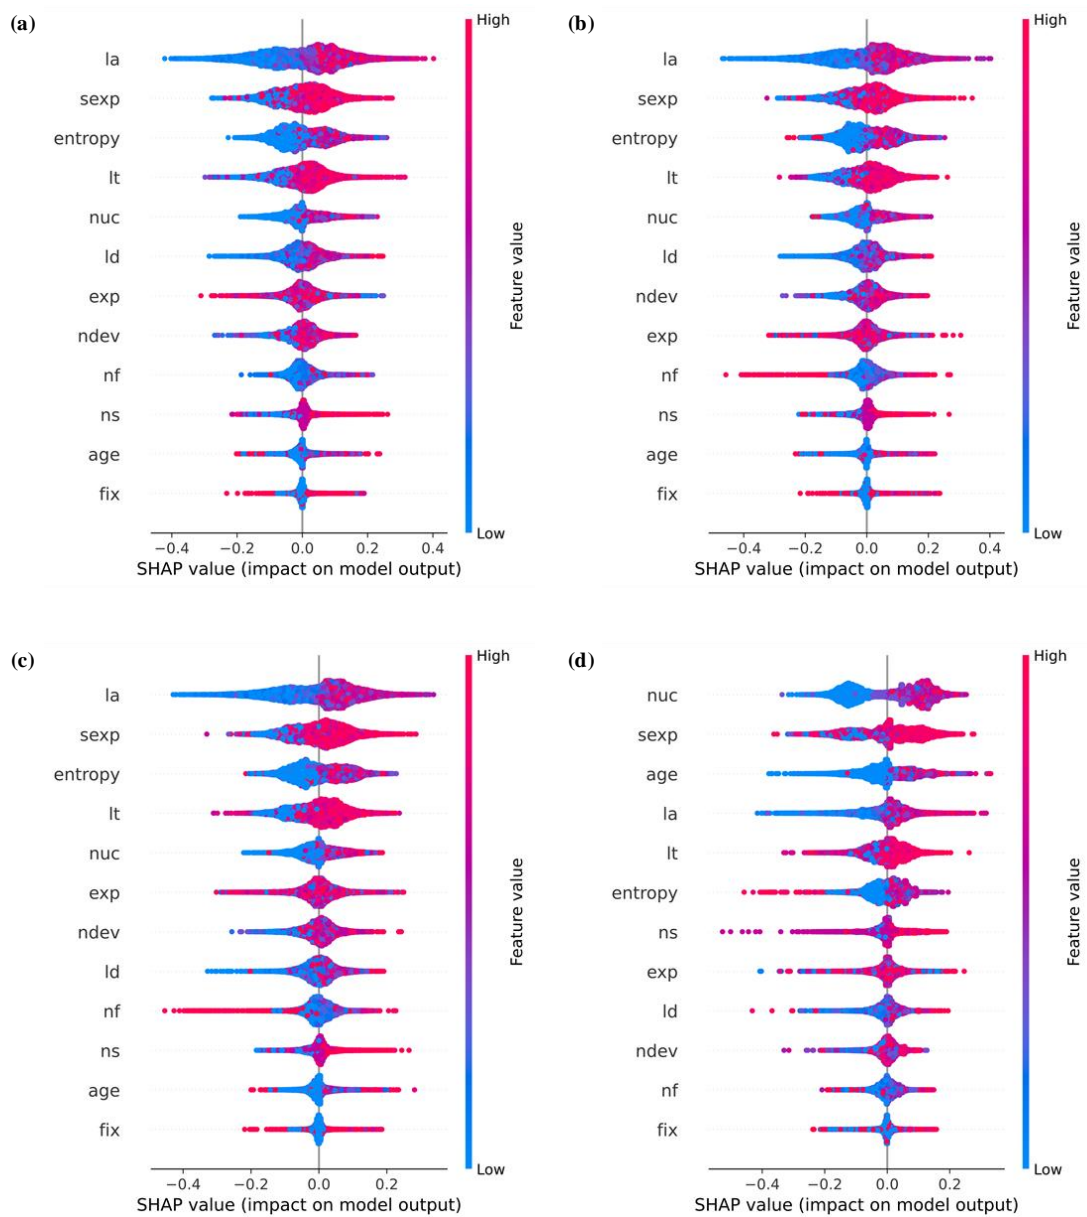 (a)
High
la
sexp
entropy
lt
nuc
ld
exp
ndev
nf
ns
age
fix
Feature value
Low
−0.4 −0.2 0.0 0.2 0.4
SHAP value (impact on model output)
(b)
High
la
sexp
entropy
lt
nuc
ld
ndev
exp
nf
ns
age
fix
Feature value
Low
−0.4 −0.2 0.0 0.2 0.4
SHAP value (impact on model output)
(c)
High
la
sexp
entropy
lt
nuc
exp
ndev
ld
nf
ns
age
fix
Feature value
Low
−0.4 −0.2 0.0 0.2
SHAP value (impact on model output)
(d)
High
nuc
sexp
age
la
lt
entropy
ns
exp
ld
ndev
nf
fix
Feature value
Low
−0.4 −0.2 0.0 0.2
SHAP value (impact on model output)